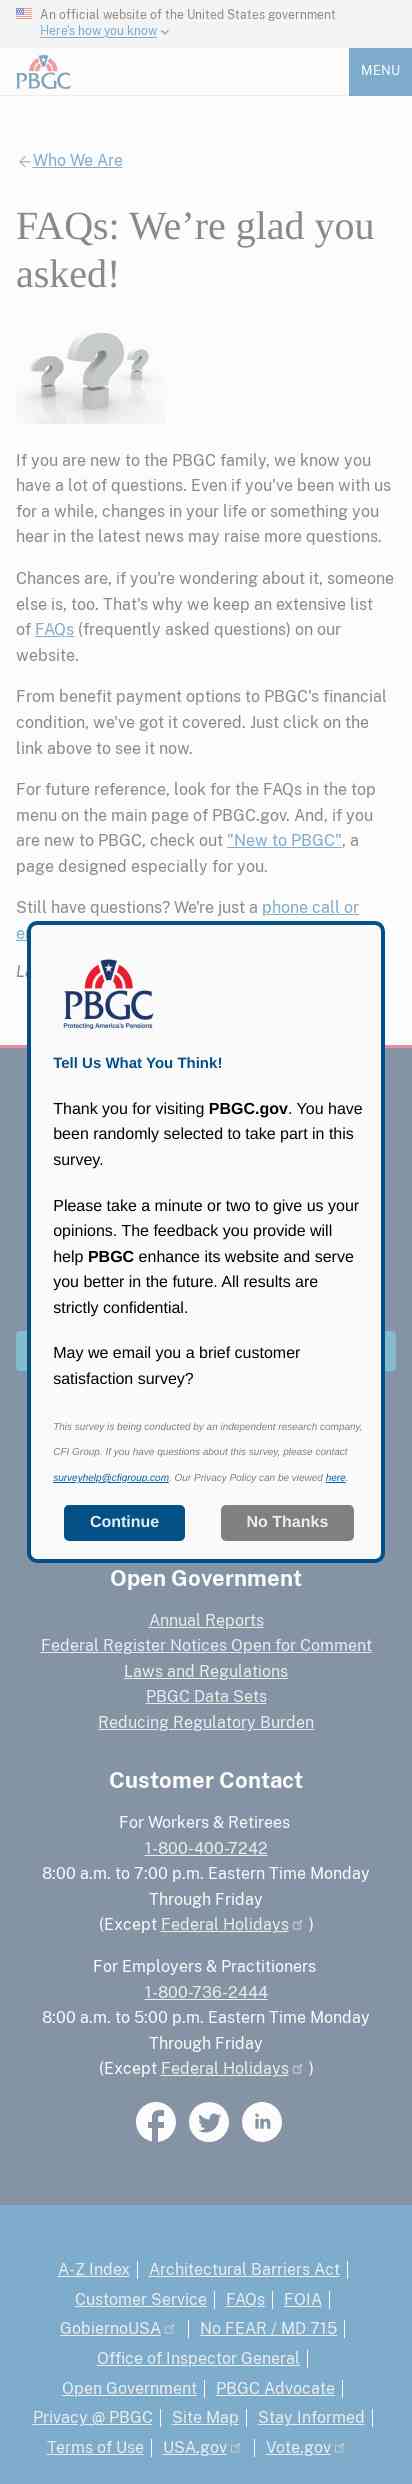 An official website of the United States government
Here's how you know
PBGC
MENU
Who We Are
FAQs: We’re glad you
asked!
If you are new to the PBGC family, we know you
have a lot of questions. Even if you've been with us
for a while, changes in your life or something you
hear in the latest news may raise more questions.
Chances are, if you're wondering about it, someone
else is, too. That's why we keep an extensive list
of FAQs (frequently asked questions) on our
website.
From benefit payment options to PBGC's financial
condition, we've got it covered. Just click on the
link above to see it now.
For future reference, look for the FAQs in the top
menu on the main page of PBGC.gov. And, if you
are new to PBGC, check out "New to PBGC", a
page designed especially for you.
Still have questions? We're just a phone call or
PBGC
Protecting America's Pensions
Tell Us What You Think!
Thank you for visiting PBGC.gov. You have
been randomly selected to take part in this
survey.
Please take a minute or two to give us your
opinions. The feedback you provide will
help PBGC enhance its website and serve
you better in the future. All results are
strictly confidential.
May we email you a brief customer
satisfaction survey?
This survey is being conducted by an independent research company,
CFI Group. If you have questions about this survey, please contact
surveyhelp@cfigroup.com. Our Privacy Policy can be viewed here.
Continue
No Thanks
Open Government
Annual Reports
Federal Register Notices Open for Comment
Laws and Regulations
PBGC Data Sets
Reducing Regulatory Burden
Customer Contact
For Workers & Retirees
1-800-400-7242
8:00 a.m. to 7:00 p.m. Eastern Time Monday
Through Friday
(Except Federal Holidays )
For Employers & Practitioners
1-800-736-2444
8:00 a.m. to 5:00 p.m. Eastern Time Monday
Through Friday
(Except Federal Holidays )
in
A-Z Index Architectural Barriers Act
Customer Service FAQs FOIA
GobiernoUSA No FEAR / MD 715
Office of Inspector General
Open Government PBGC Advocate
Privacy @ PBGC Site Map Stay Informed
Terms of Use USA.gov Vote.gov